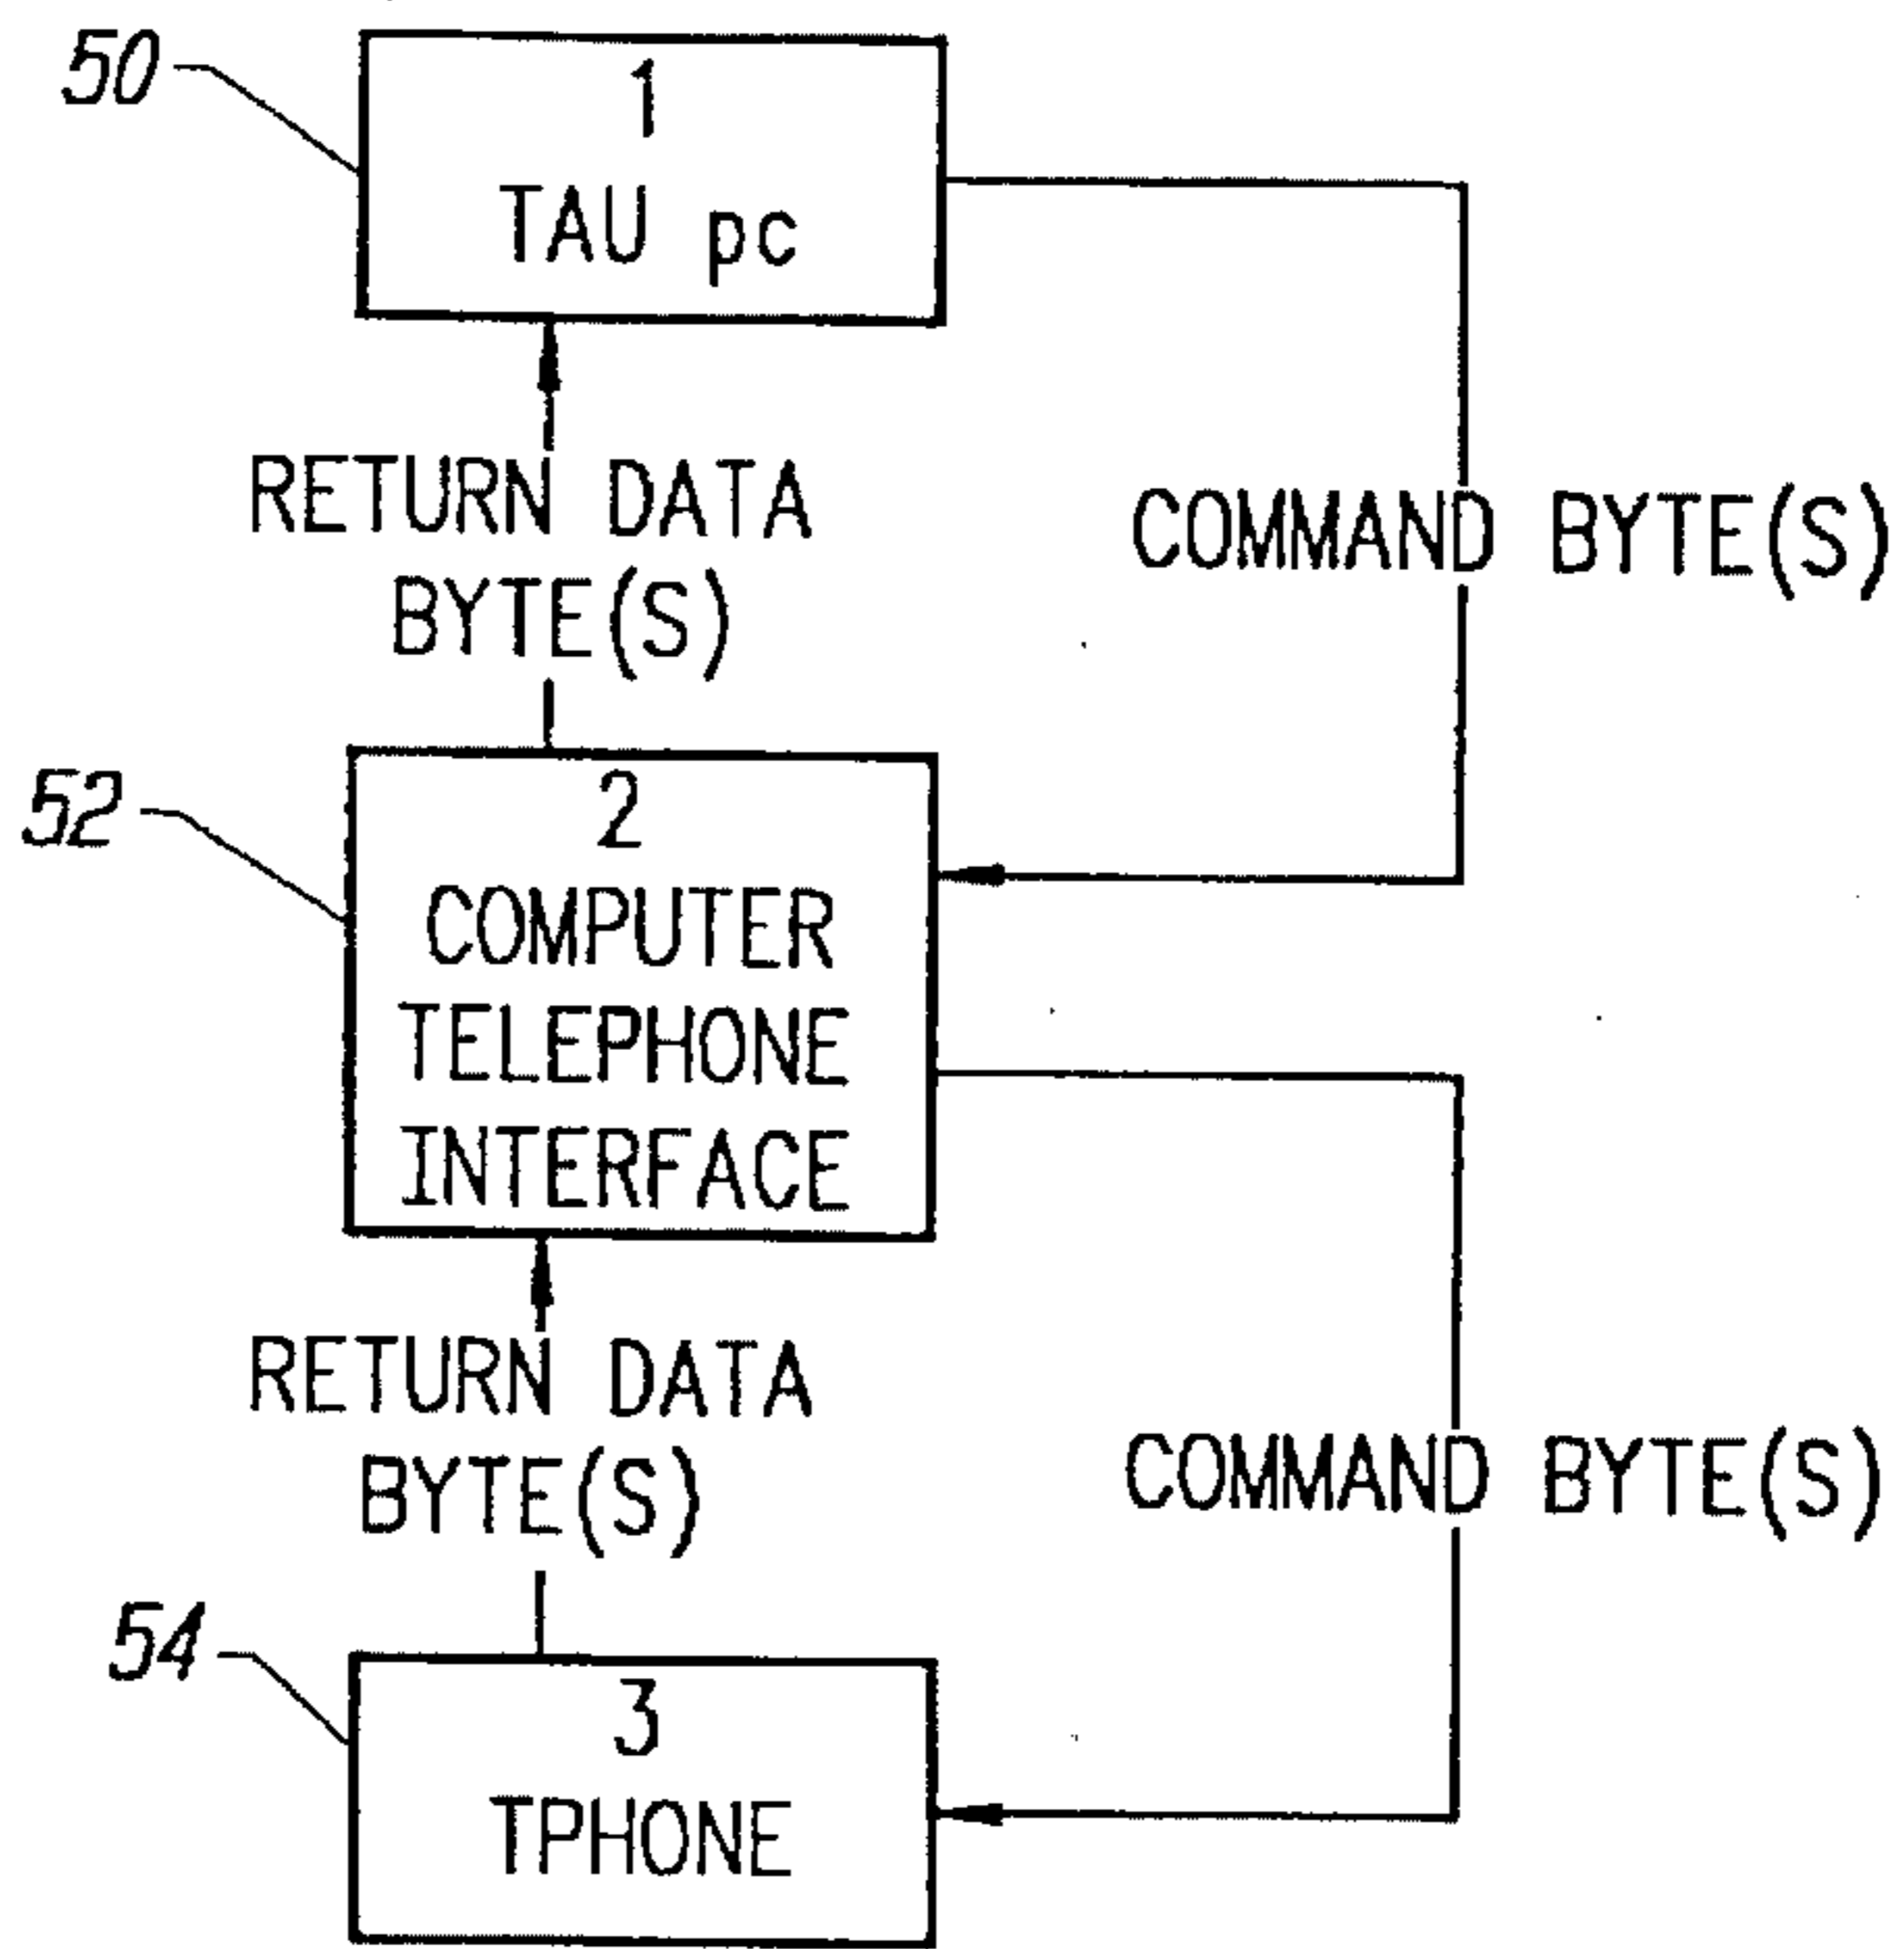 50
1
TAU pc
RETURN DATA
BYTE(S)
COMMAND BYTE(S)
52
2
COMPUTER
TELEPHONE
INTERFACE
RETURN DATA
BYTE(S)
COMMAND BYTE(S)
54
3
TPHONE